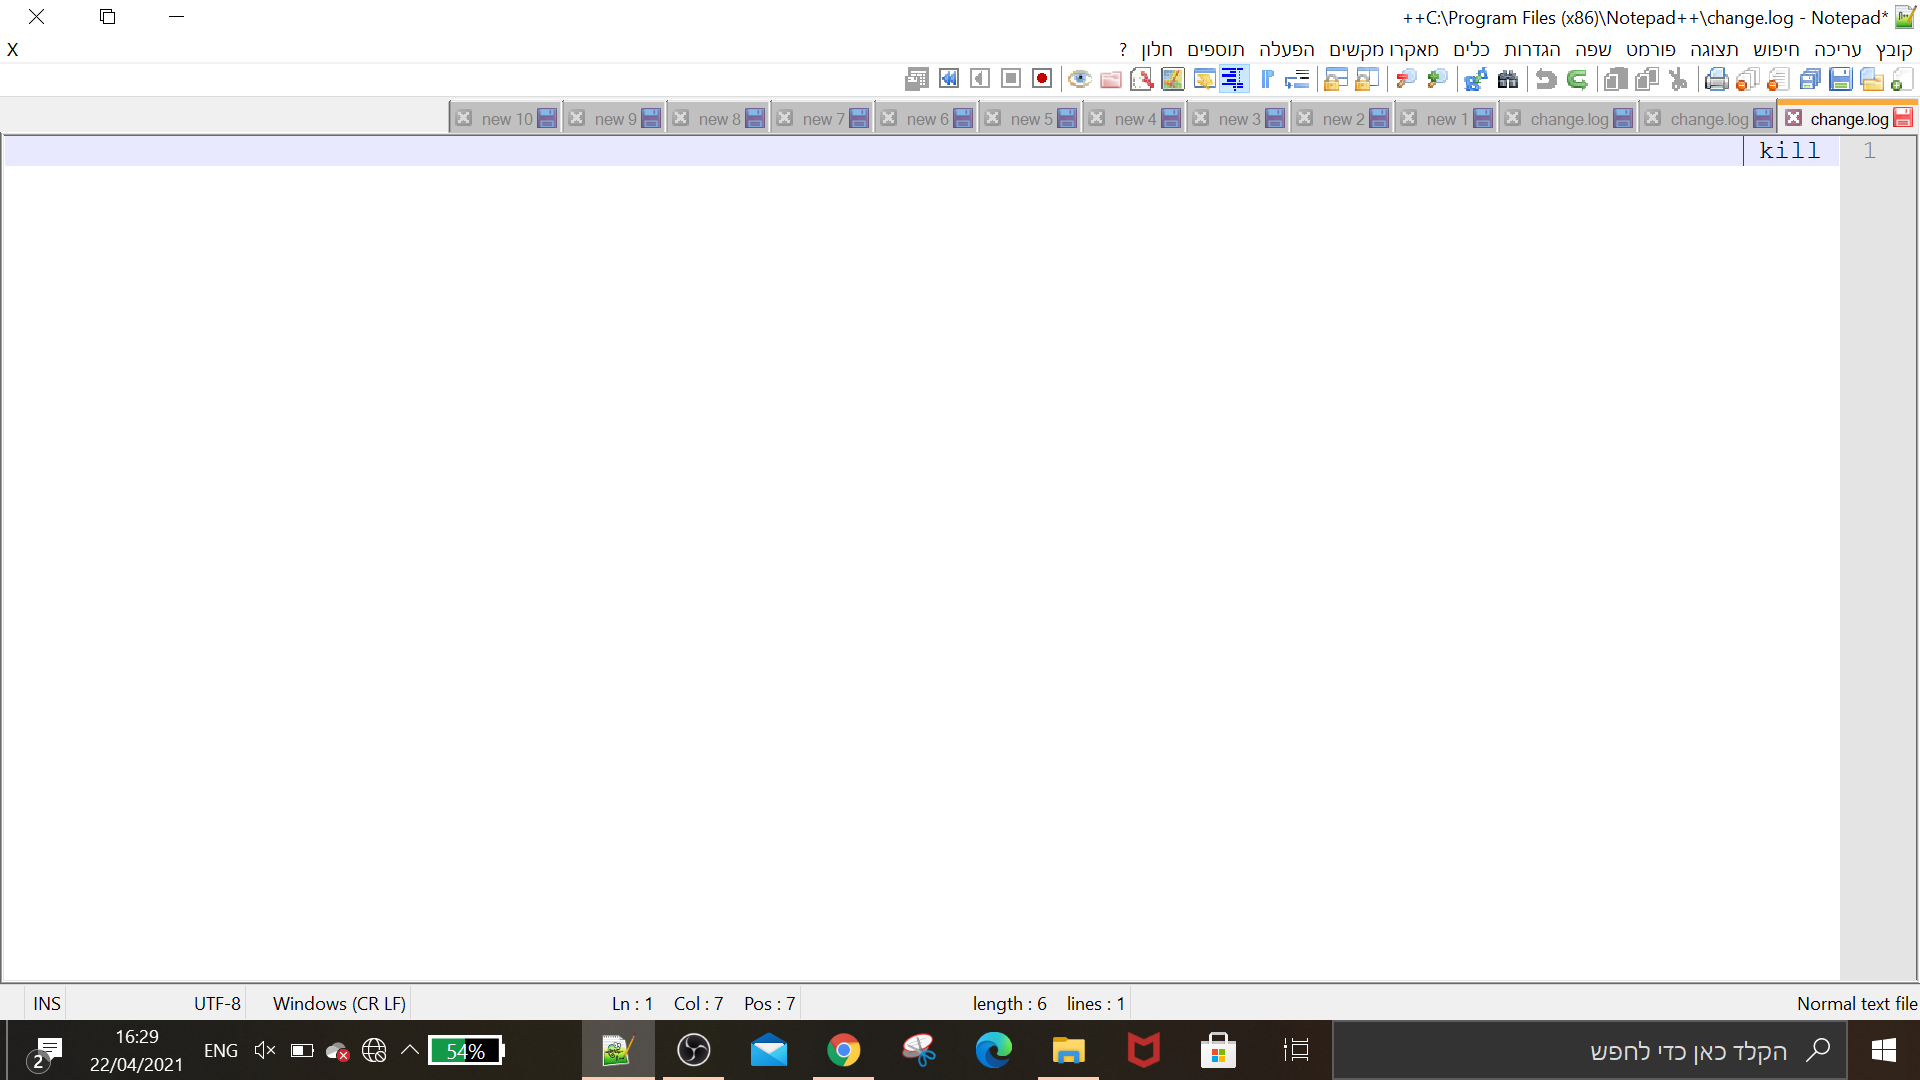 ++C:\Program Files (x86)\Notepad++\change.log - Notepad*
קובץ עריכה חיפוש תצוגה פורמט שפה הגדרות כלים מאקרו מקשים הפעלה תוספים חלון ?
X
change.log change.log change.log new 1 new 2 new 3 new 4 new 5 new 6 new 7 new 8 new 9 new 10
1 kill
Normal text file
length : 6 lines : 1
Ln : 1 Col : 7 Pos : 7
Windows (CR LF)
UTF-8
INS
הקלד כאן כדי לחפש
54%
ENG
16:29
22/04/2021
2